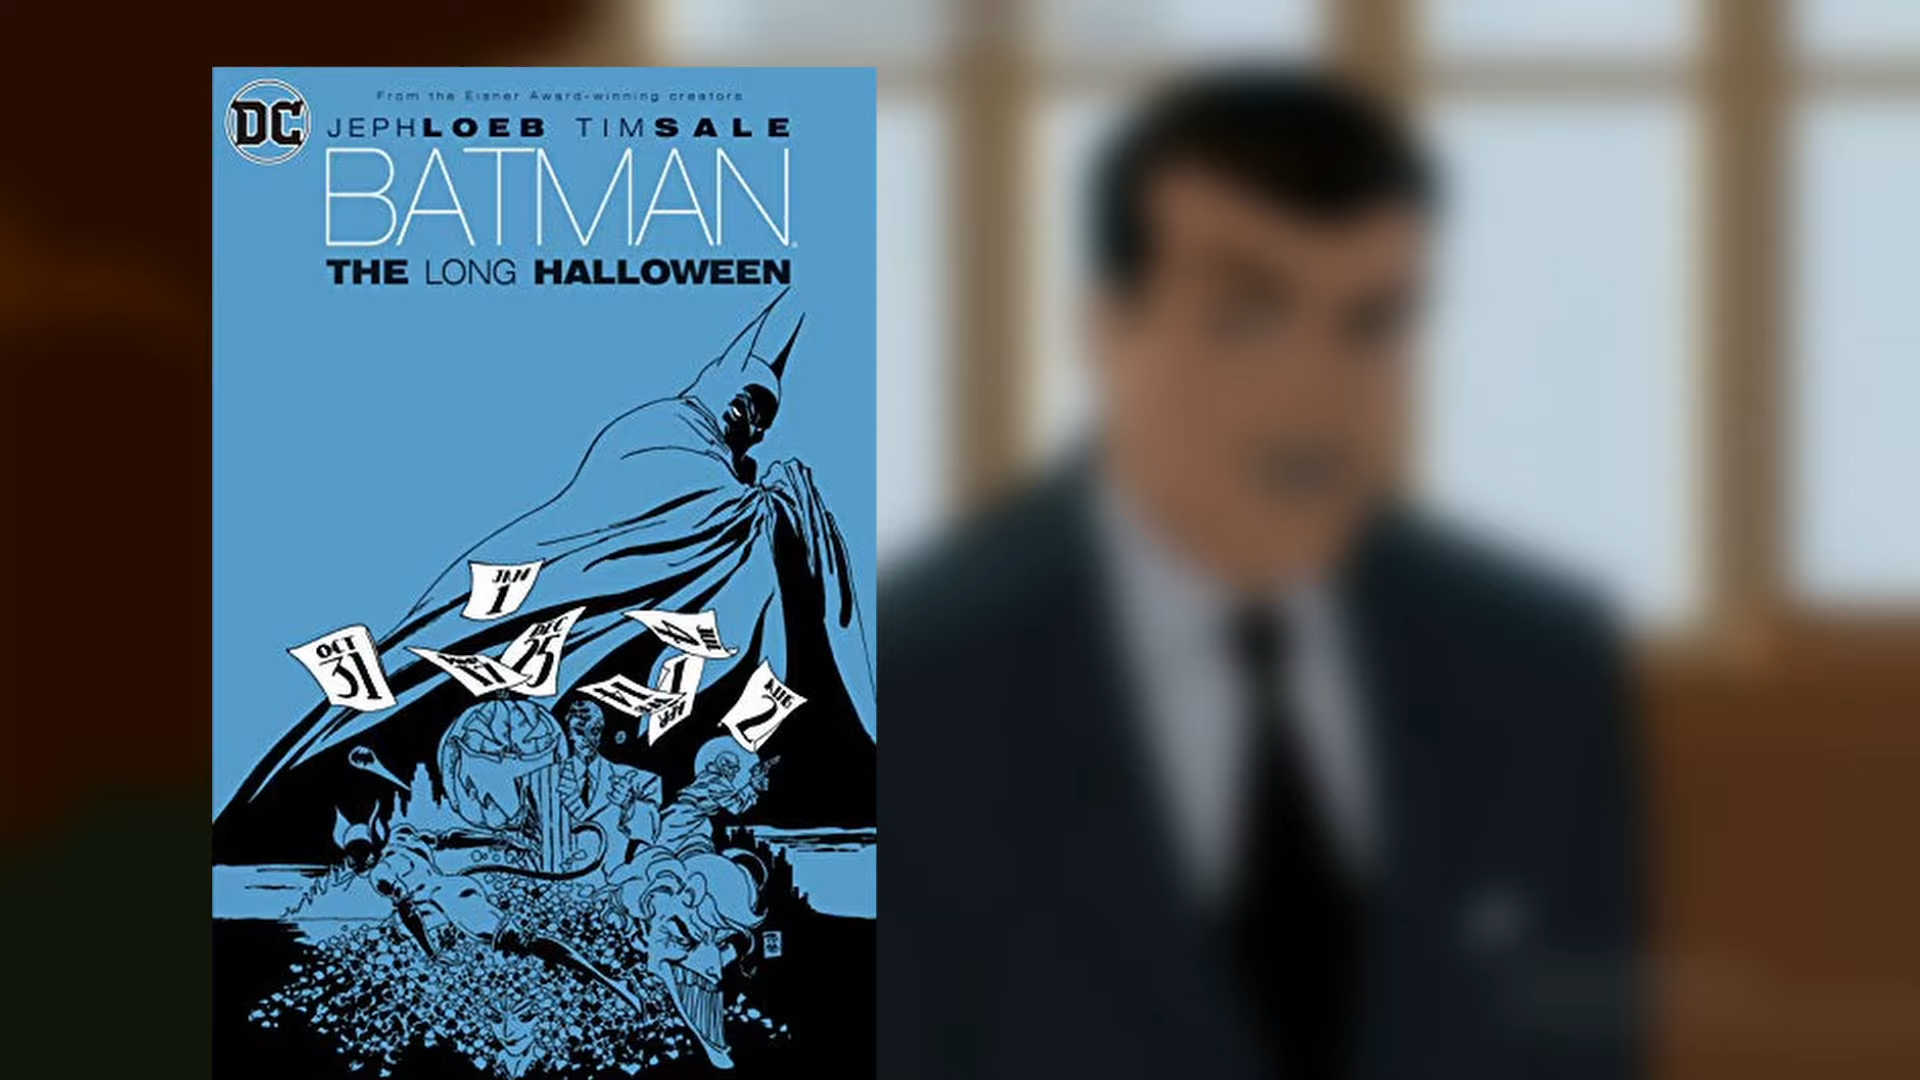 DC
From the Eisner Award-winning creators
JEPHLOEB TIMSALE
BATMAN
THE LONG HALLOWEEN
JAN
1
OCT
31
DEC
25
AUG
2